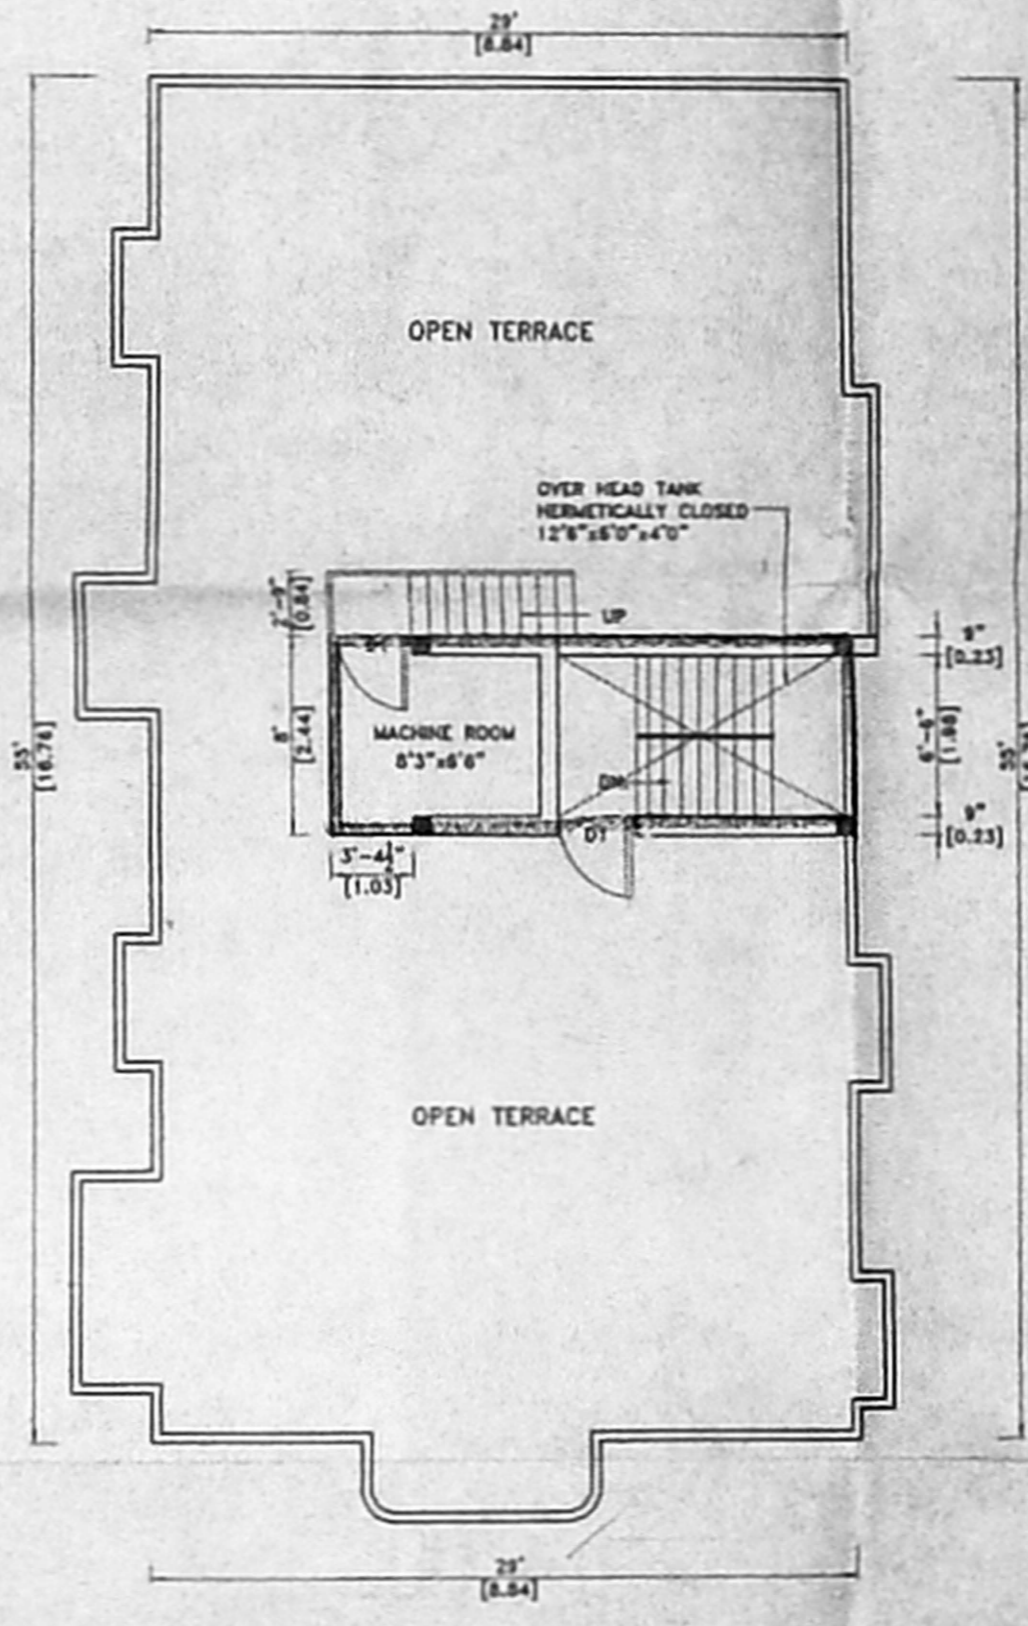 29'
[8.84]
OPEN TERRACE
OVER HEAD TANK
HERMETICALLY CLOSED
12'6"x6'0"x4'0"
2'-9"
[0.84]
UP
9"
[0.23]
8'
[2.44]
MACHINE ROOM
8'3"x6'6"
DN
6'-6"
[1.98]
55'
[16.76]
55'
9"
[0.23]
D1
3'-4½"
[1.03]
OPEN TERRACE
29'
[8.84]